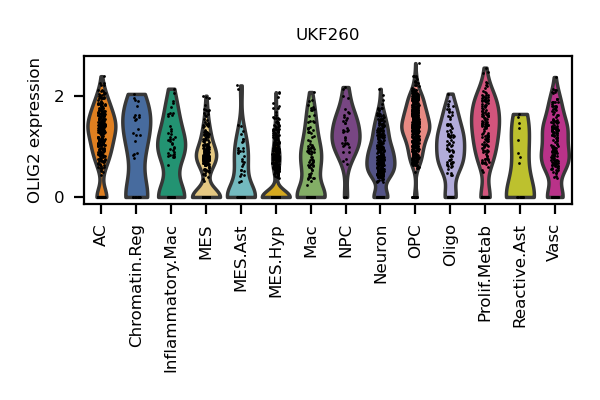 UKF260
OLIG2 expression
2
0
AC
Chromatin.Reg
Inflammatory.Mac
MES
MES.Ast
MES.Hyp
Mac
NPC
Neuron
OPC
Oligo
Prolif.Metab
Reactive.Ast
Vasc